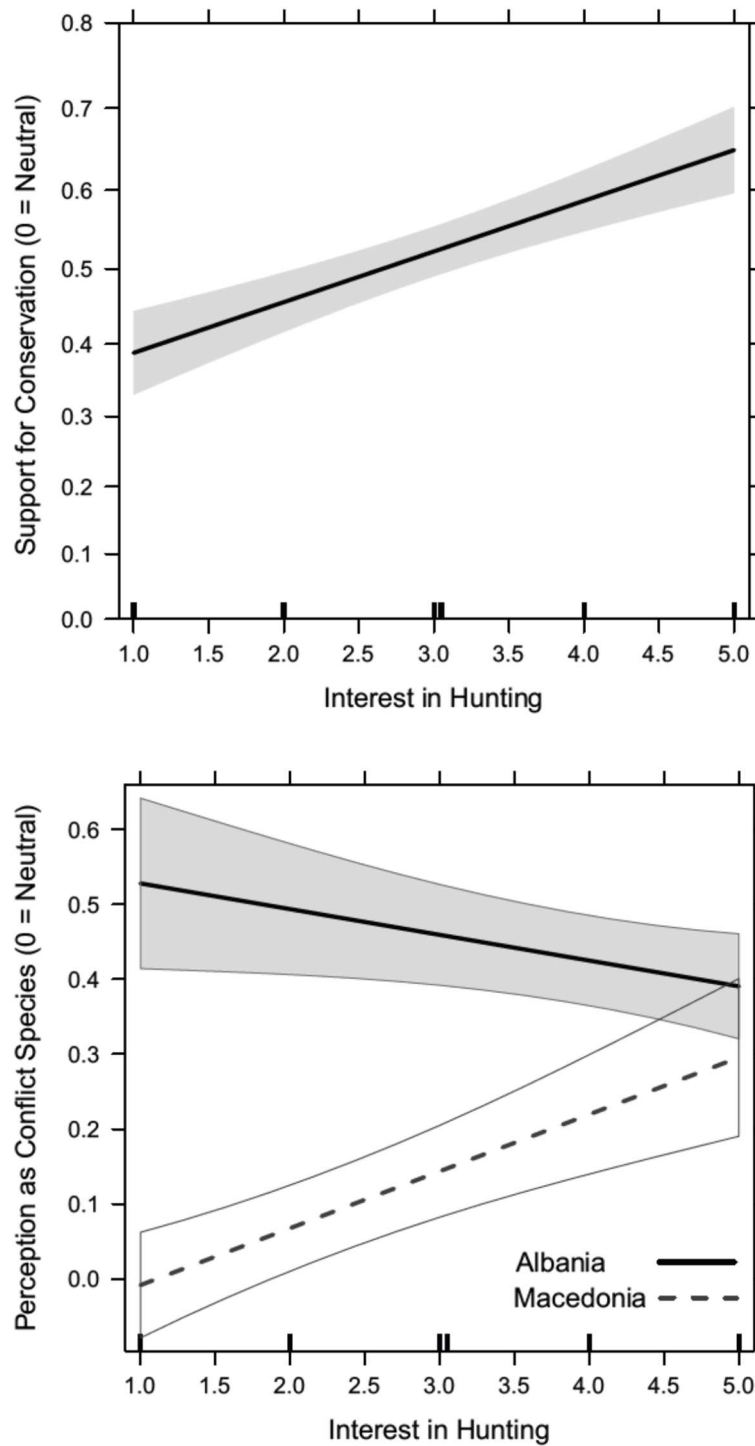 Support for Conservation (0 = Neutral)
0.8
0.7
0.6
0.5
0.4
0.3
0.2
0.1
0.0
1.0 1.5 2.0 2.5 3.0 3.5 4.0 4.5 5.0
Interest in Hunting
Perception as Conflict Species (0 = Neutral)
0.6
0.5
0.4
0.3
0.2
0.1
0.0
Albania
Macedonia
1.0 1.5 2.0 2.5 3.0 3.5 4.0 4.5 5.0
Interest in Hunting